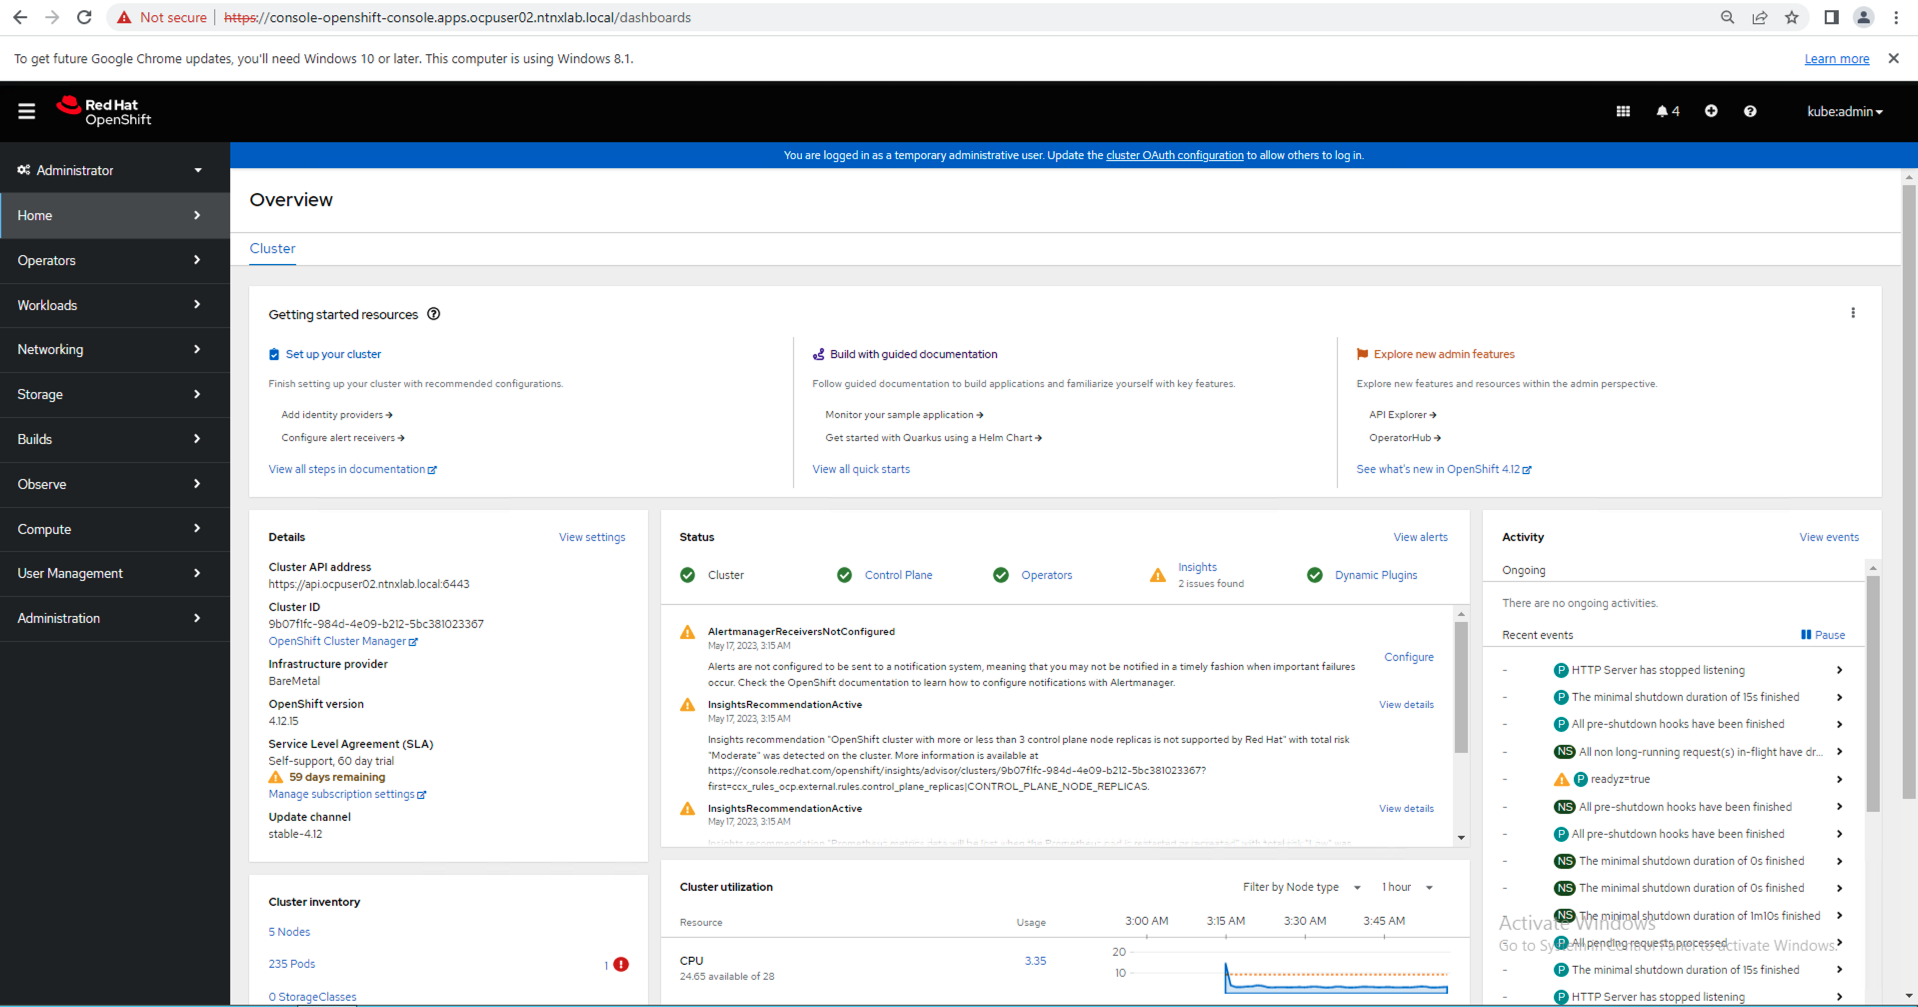 Not secure | https://console-openshift-console.apps.ocpuser02.ntnxlab.local/dashboards
To get future Google Chrome updates, you'll need Windows 10 or later. This computer is using Windows 8.1.
Learn more
Red Hat
OpenShift
4
kube:admin
Administrator
Home
Operators
Workloads
Networking
Storage
Builds
Observe
Compute
User Management
Administration
You are logged in as a temporary administrative user. Update the cluster OAuth configuration to allow others to log in.
Overview
Cluster
Getting started resources
Set up your cluster
Finish setting up your cluster with recommended configurations.
Add identity providers
Configure alert receivers
View all steps in documentation
Build with guided documentation
Follow guided documentation to build applications and familiarize yourself with key features.
Monitor your sample application
Get started with Quarkus using a Helm Chart
View all quick starts
Explore new admin features
Explore new features and resources within the admin perspective.
API Explorer
OperatorHub
See what's new in OpenShift 4.12
Details
View settings
Cluster API address
https://api.ocpuser02.ntnxlab.local:6443
Cluster ID
9b07f1fc-984d-4e09-b212-5bc381023367
OpenShift Cluster Manager
Infrastructure provider
BareMetal
OpenShift version
4.12.15
Service Level Agreement (SLA)
Self-support, 60 day trial
59 days remaining
Manage subscription settings
Update channel
stable-4.12
Cluster inventory
5 Nodes
235 Pods
1
0 StorageClasses
Status
View alerts
Cluster
Control Plane
Operators
Insights
2 issues found
Dynamic Plugins
AlertmanagerReceiversNotConfigured
May 17, 2023, 3:15 AM
Alerts are not configured to be sent to a notification system, meaning that you may not be notified in a timely fashion when important failures
occur. Check the OpenShift documentation to learn how to configure notifications with Alertmanager.
Configure
InsightsRecommendationActive
View details
May 17, 2023, 3:15 AM
Insights recommendation "OpenShift cluster with more or less than 3 control plane node replicas is not supported by Red Hat" with total risk
"Moderate" was detected on the cluster. More information is available at
https://console.redhat.com/openshift/insights/advisor/clusters/9b07f1fc-984d-4e09-b212-5bc381023367?
first=ccx_rules_ocp.external.rules.control_plane_replicas|CONTROL_PLANE_NODE_REPLICAS.
InsightsRecommendationActive
View details
May 17, 2023, 3:15 AM
Insights recommendation "Prometheus metrics data will be lost when the Prometheus pod is restarted or recreated" with total risk "Low" was
Cluster utilization
Filter by Node type
1 hour
Resource
Usage
3:00 AM
3:15 AM
3:30 AM
3:45 AM
CPU
24.65 available of 28
3.35
20
10
Activity
View events
Ongoing
There are no ongoing activities.
Recent events
Pause
- P HTTP Server has stopped listening
- P The minimal shutdown duration of 15s finished
- P All pre-shutdown hooks have been finished
- NS All non long-running request(s) in-flight have dr...
- P readyz=true
- NS All pre-shutdown hooks have been finished
- P All pre-shutdown hooks have been finished
- NS The minimal shutdown duration of 0s finished
- NS The minimal shutdown duration of 0s finished
- NS The minimal shutdown duration of 1m10s finished
- P All pending requests processed
- P The minimal shutdown duration of 15s finished
- P HTTP Server has stopped listening
Activate Windows
Go to System in Control Panel to activate Windows.